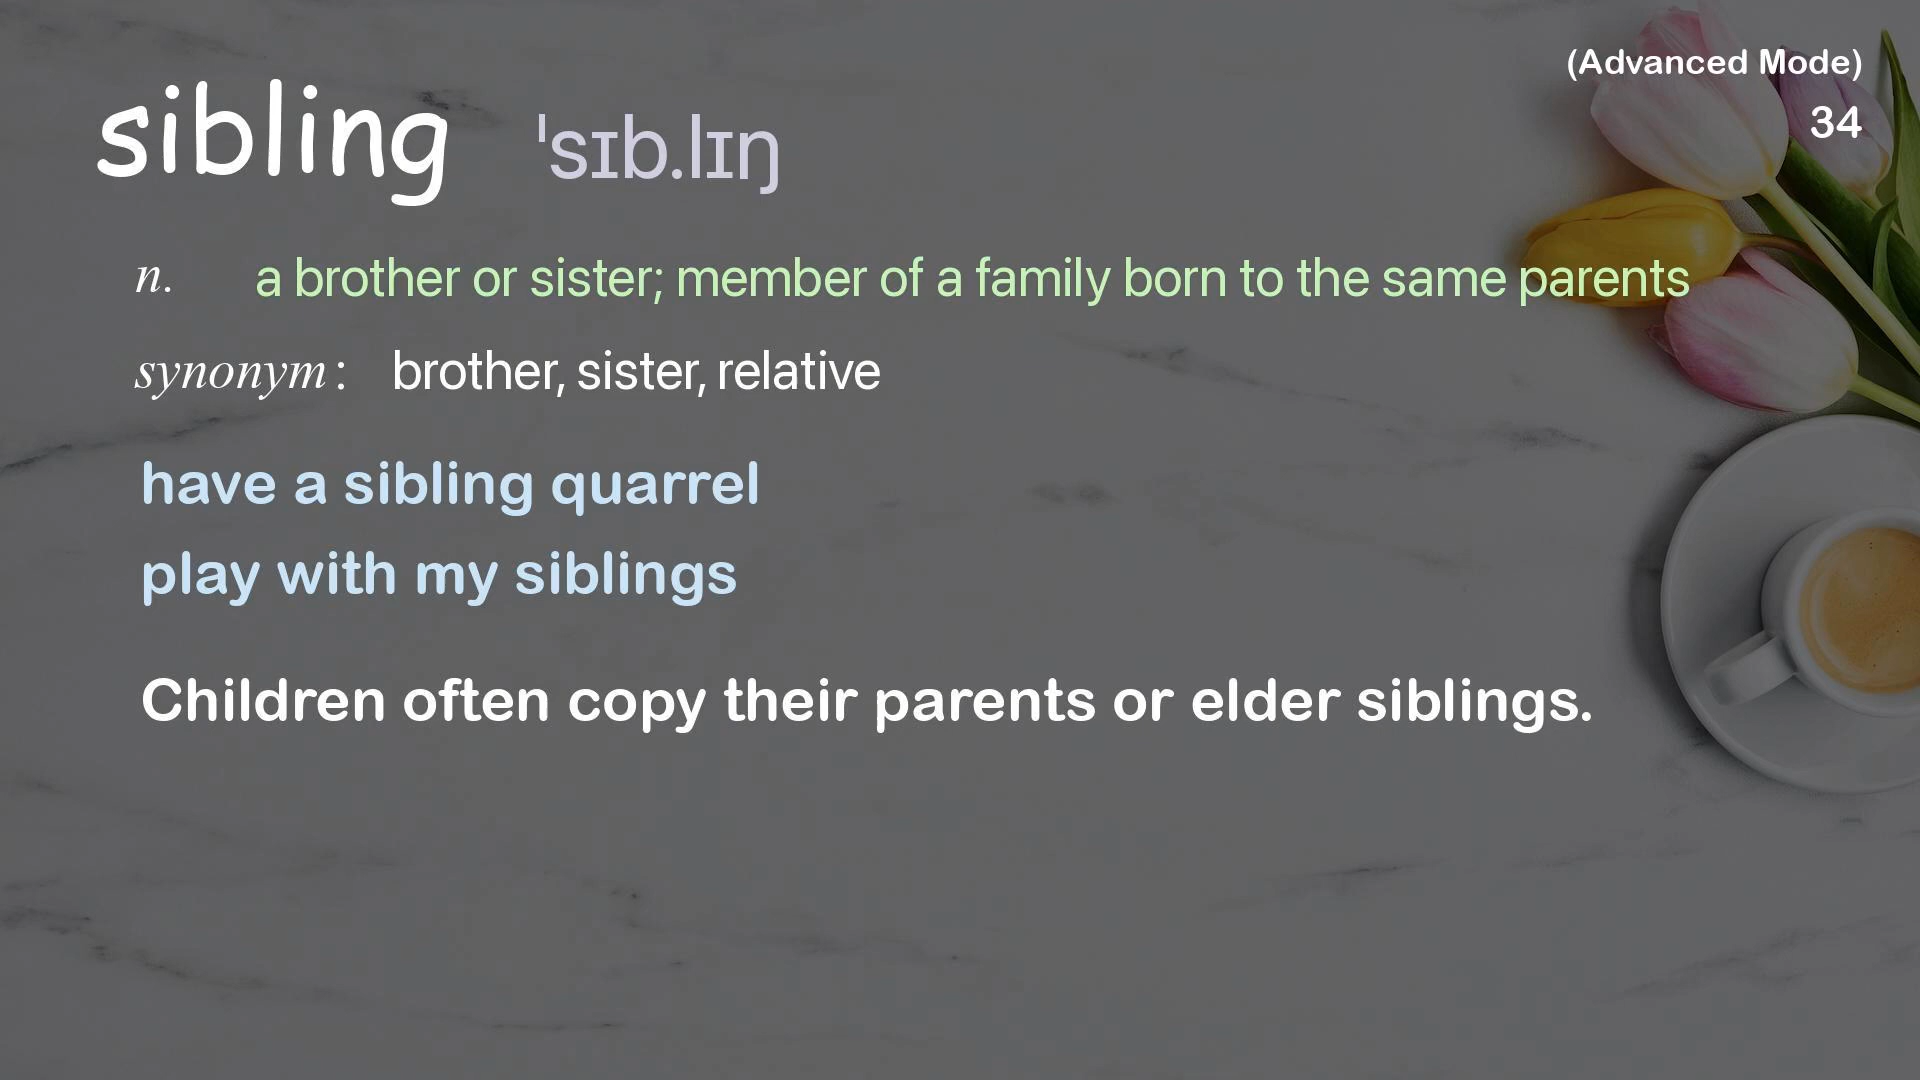 (Advanced Mode)
34
sibling ˈsɪb.lɪŋ
n. a brother or sister; member of a family born to the same parents
synonym: brother, sister, relative
have a sibling quarrel
play with my siblings
Children often copy their parents or elder siblings.